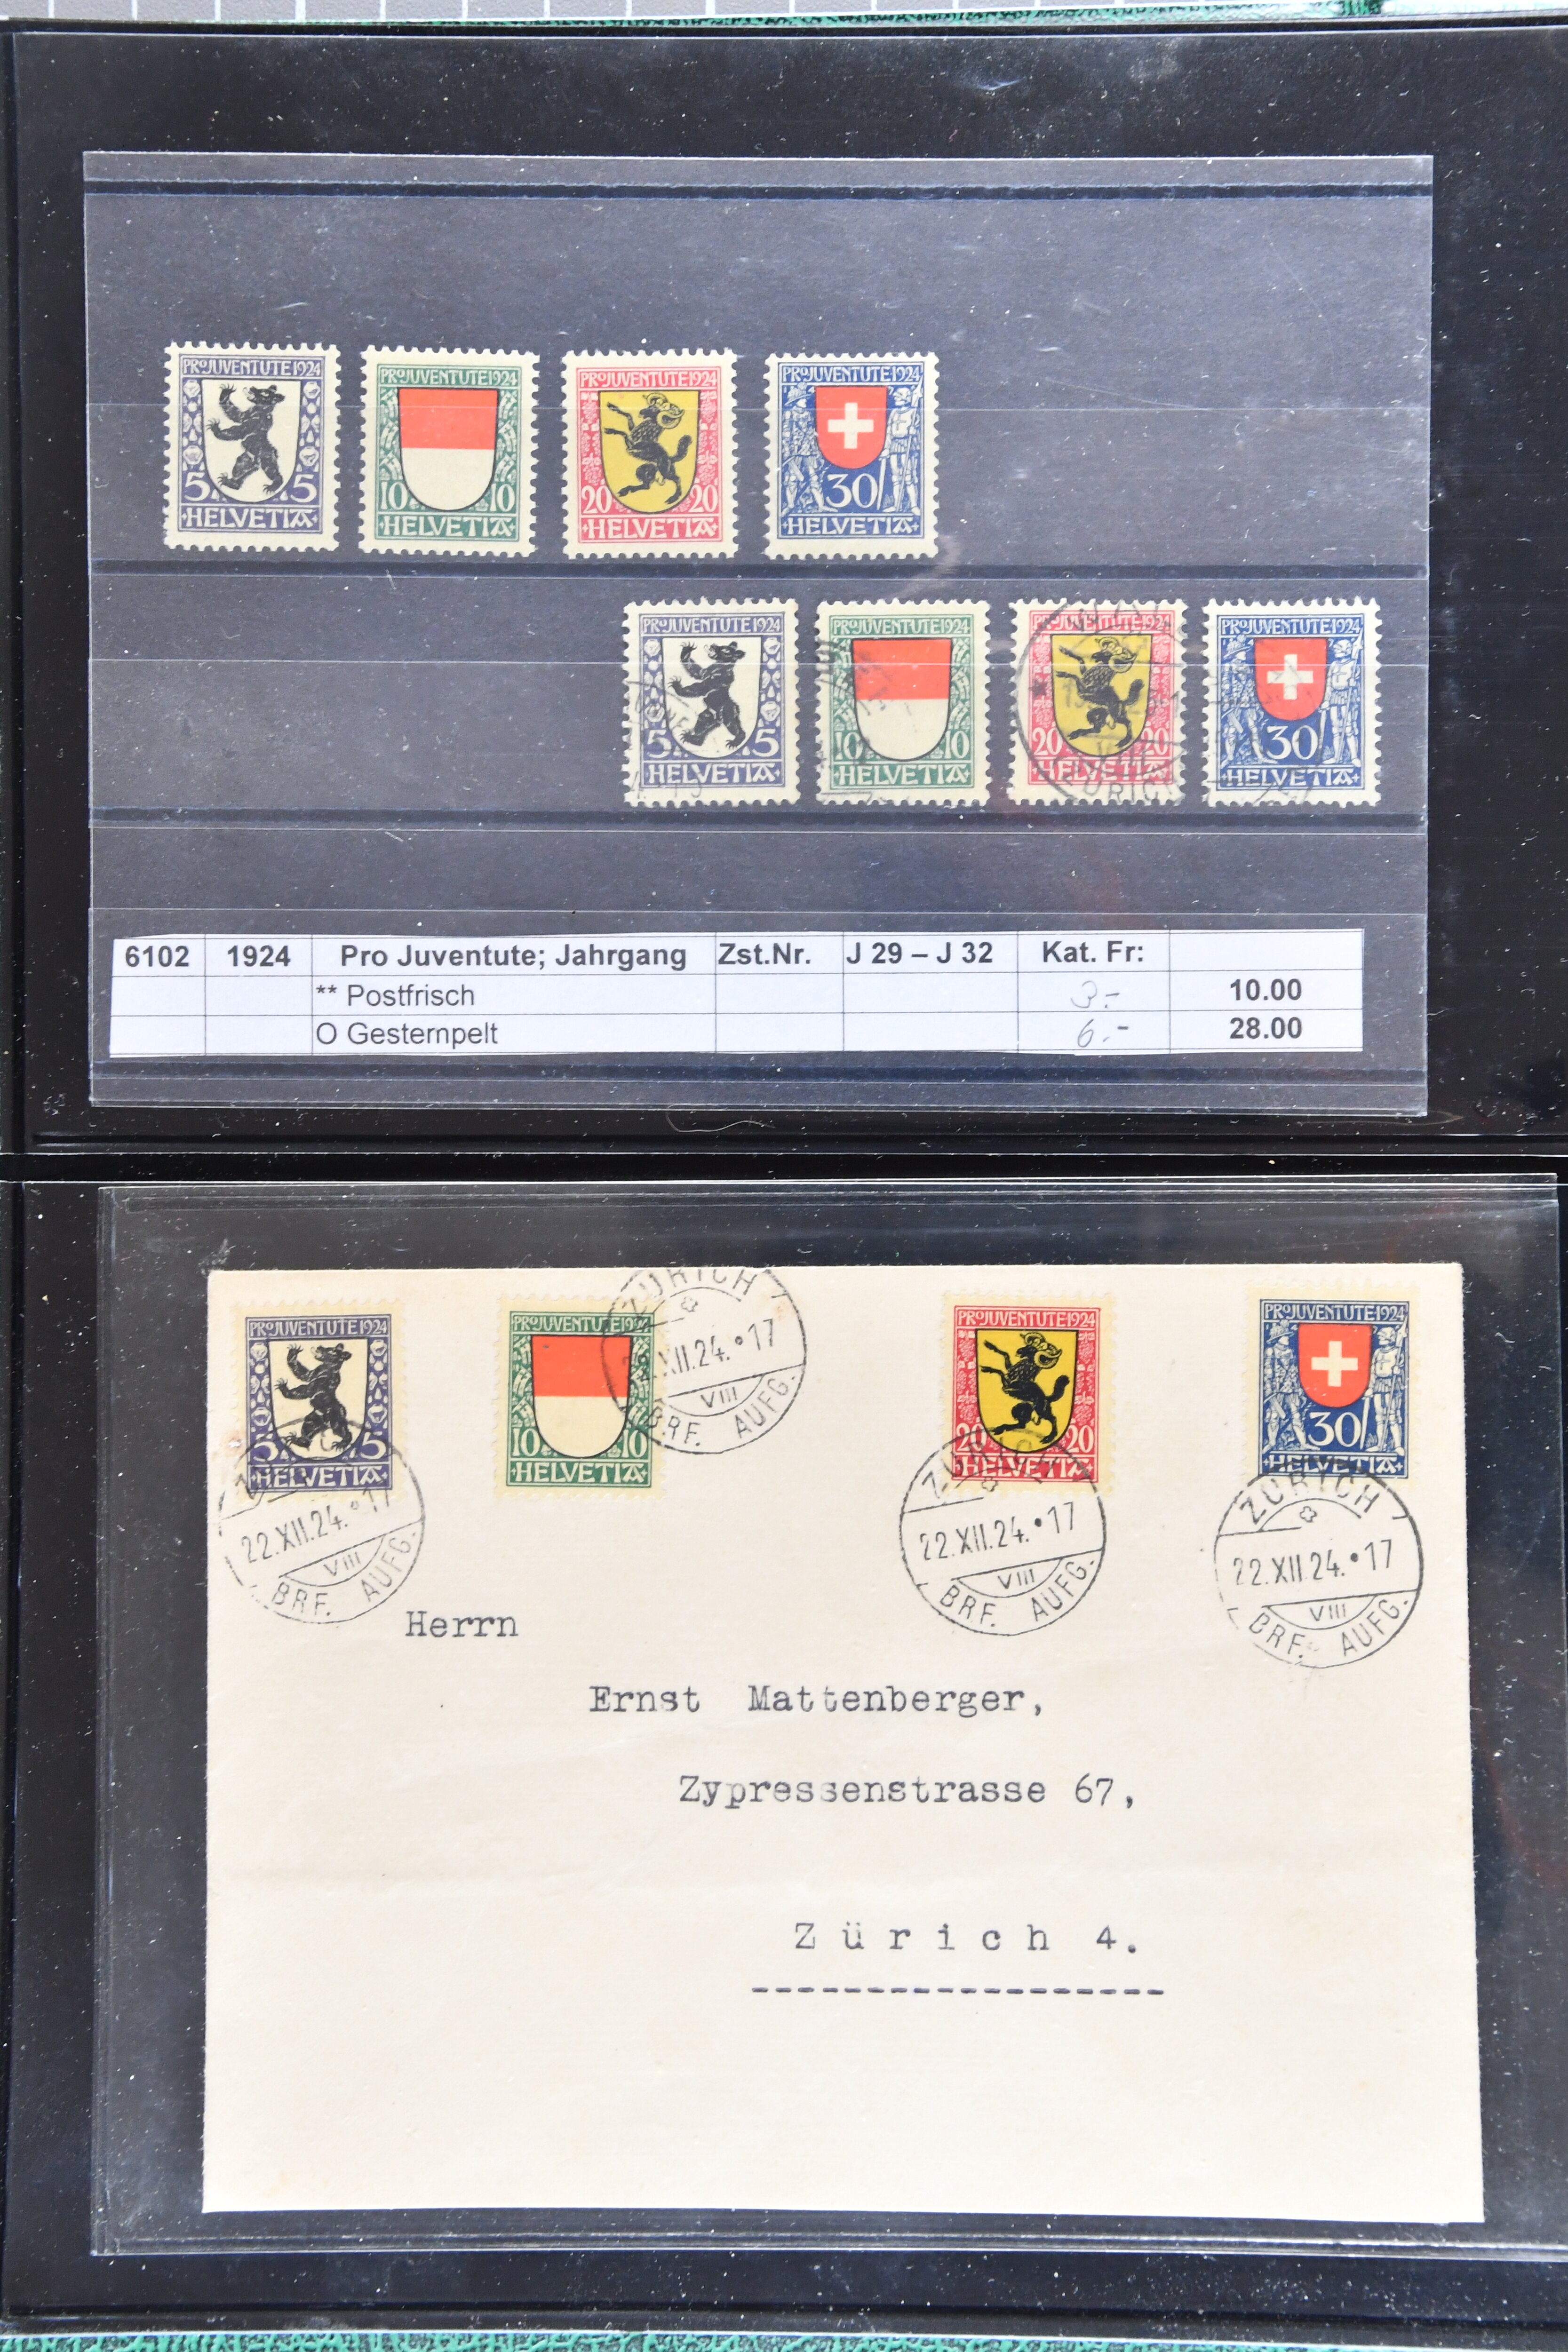 PRO JUVENTUTE 1924
5 5
HELVETIA
PRO JUVENTUTE 1924
10 10
HELVETIA
PRO JUVENTUTE 1924
20 20
HELVETIA
PRO JUVENTUTE 1924
30
HELVETIA
PRO JUVENTUTE 1924
5 5
HELVETIA
PRO JUVENTUTE 1924
10 10
HELVETIA
PRO JUVENTUTE 1924
20 20
HELVETIA
ZÜRICH
PRO JUVENTUTE 1924
30
HELVETIA
6102 1924 Pro Juventute; Jahrgang Zst.Nr. J 29 – J 32 Kat. Fr:
** Postfrisch 3.- 10.00
O Gestempelt 6.- 28.00
PRO JUVENTUTE 1924
5 5
HELVETIA
22.XII.24.•17
VIII
BRF. AUFG.
PRO JUVENTUTE 192
10 10
HELVETIA
ZÜRICH
.XII.24.•17
VIII
BRF. AUFG.
PRO JUVENTUTE 1924
20 20
HELVETIA
ZÜRICH
22.XII.24.•17
VIII
BRF. AUFG.
PRO JUVENTUTE 1924
30
HELVETIA
ZÜRICH
22.XII.24.•17
VIII
BRF. AUFG.
Herrn
Ernst Mattenberger,
Zypressenstrasse 67,
Zürich 4.